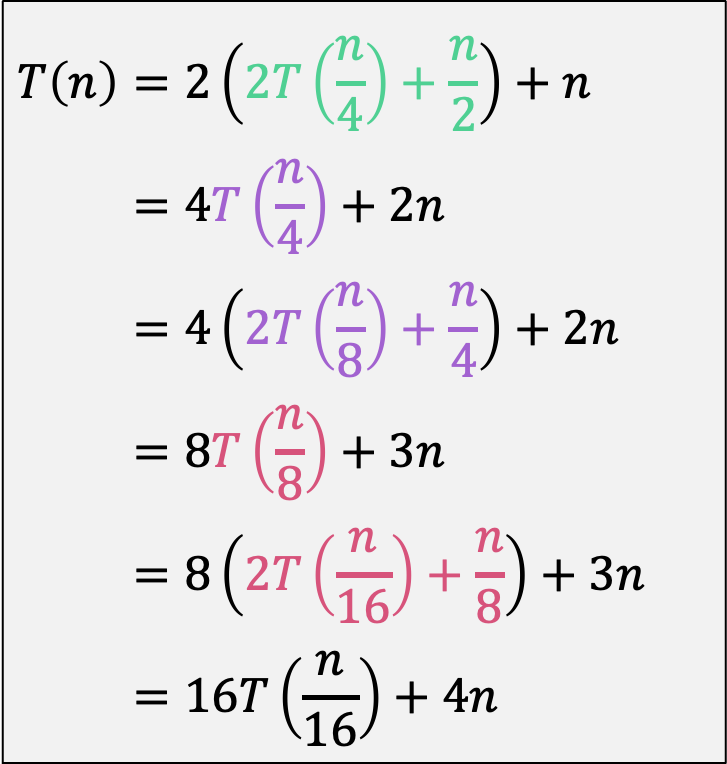 T(n) = 2(2T(n/4) + n/2) + n
= 4T(n/4) + 2n
= 4(2T(n/8) + n/4) + 2n
= 8T(n/8) + 3n
= 8(2T(n/16) + n/8) + 3n
= 16T(n/16) + 4n